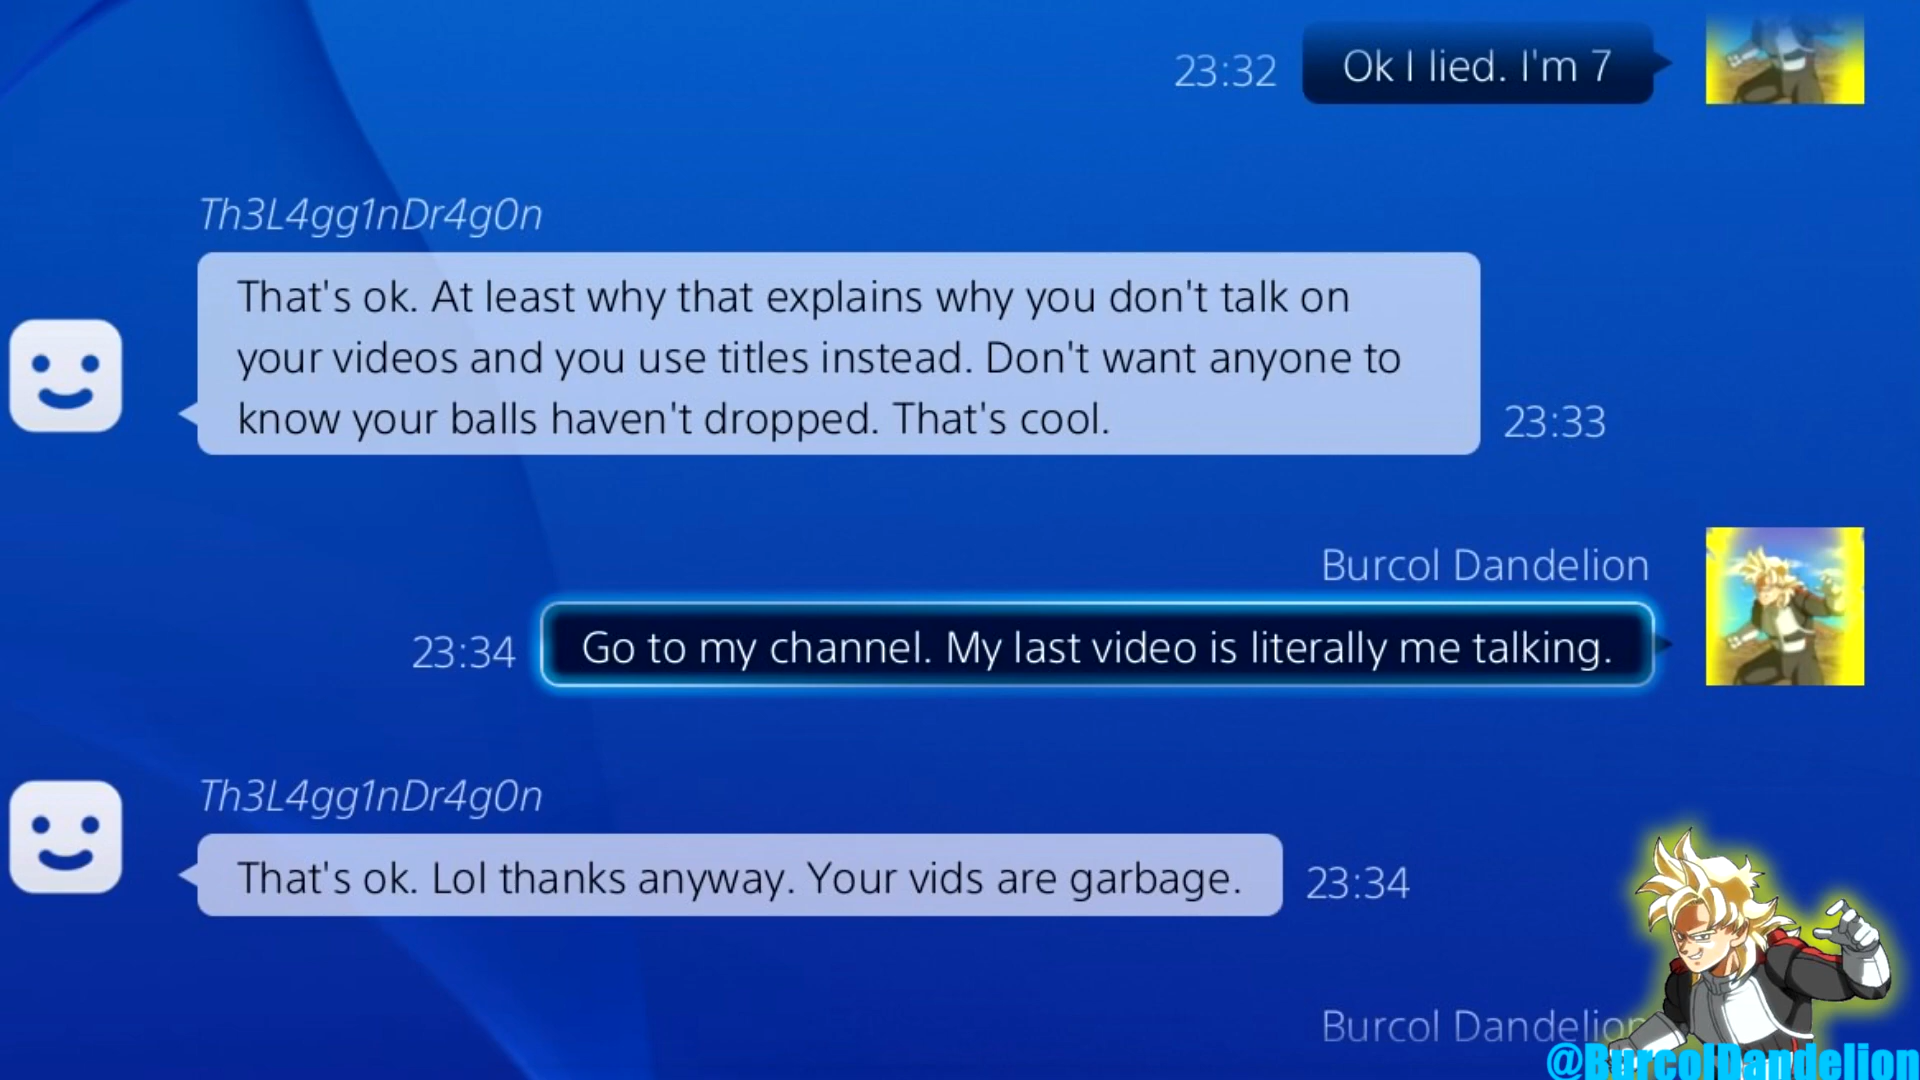 23:32
Ok I lied. I'm 7
Th3L4gg1nDr4g0n
That's ok. At least why that explains why you don't talk on
your videos and you use titles instead. Don't want anyone to
know your balls haven't dropped. That's cool.
23:33
Burcol Dandelion
23:34
Go to my channel. My last video is literally me talking.
Th3L4gg1nDr4g0n
That's ok. Lol thanks anyway. Your vids are garbage.
23:34
Burcol Dandelion
@BurcolDandelion